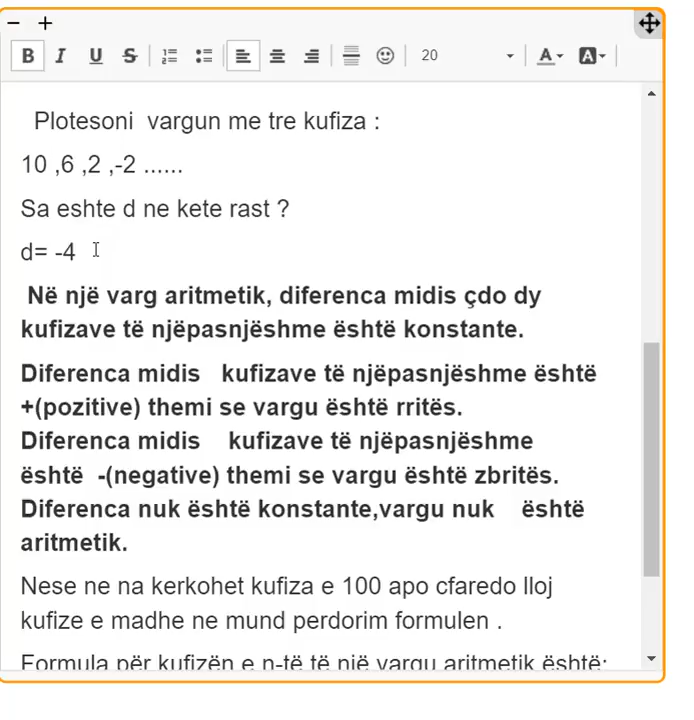 B I U S 20 A A
Plotesoni vargun me tre kufiza :
10 ,6 ,2 ,-2 ......
Sa eshte d ne kete rast ?
d= -4
Në një varg aritmetik, diferenca midis çdo dy
kufizave të njëpasnjëshme është konstante.
Diferenca midis kufizave të njëpasnjëshme është
+(pozitive) themi se vargu është rritës.
Diferenca midis kufizave të njëpasnjëshme
është -(negative) themi se vargu është zbritës.
Diferenca nuk është konstante,vargu nuk është
aritmetik.
Nese ne na kerkohet kufiza e 100 apo cfaredo lloj
kufize e madhe ne mund perdorim formulen .
Formula për kufizën e n-të të një vargu aritmetik është: